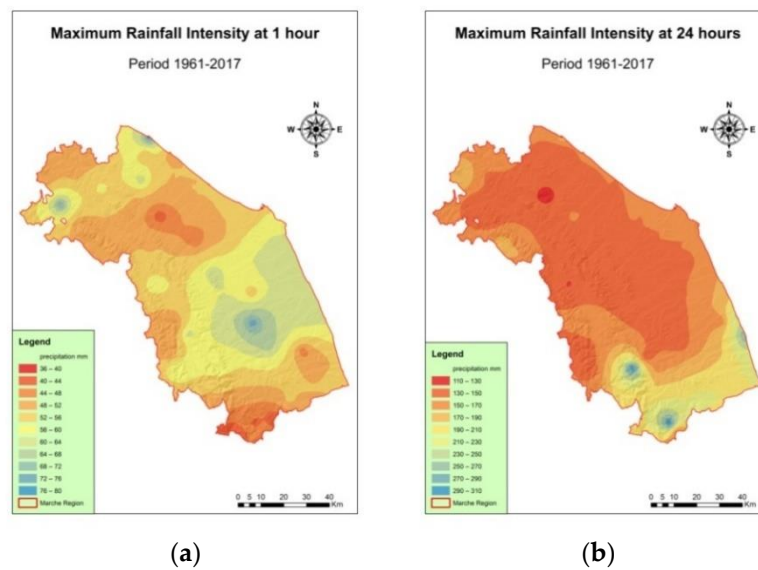 Maximum Rainfall Intensity at 1 hour
Period 1961-2017
N
W E
S
Legend
precipitation mm
36 – 40
40 – 44
44 – 48
48 – 52
52 – 56
56 – 60
60 – 64
64 – 68
68 – 72
72 – 76
76 – 80
Marche Region
0 5 10 20 30 40
Km
(a)
Maximum Rainfall Intensity at 24 hours
Period 1961-2017
N
W E
S
Legend
precipitation mm
110 – 130
130 – 150
150 – 170
170 – 190
190 – 210
210 – 230
230 – 250
250 – 270
270 – 290
290 – 310
Marche Region
0 5 10 20 30 40
Km
(b)